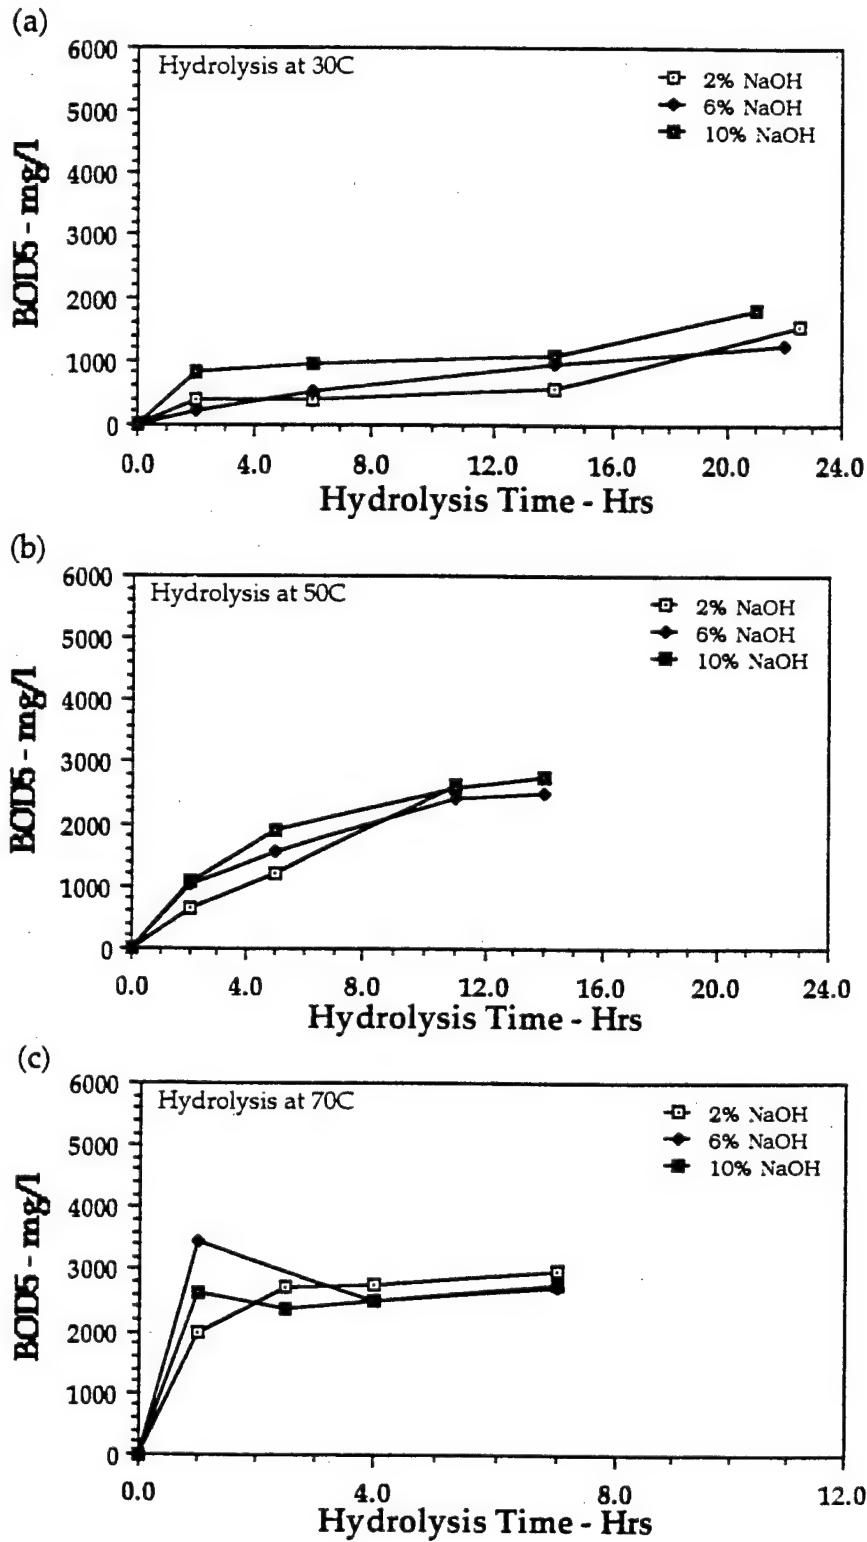 (a)
6000
Hydrolysis at 30C
2% NaOH
5000
6% NaOH
10% NaOH
4000
3000
2000
1000
0
BOD5 - mg/l
0.0 4.0 8.0 12.0 16.0 20.0 24.0
Hydrolysis Time - Hrs
(b)
6000
Hydrolysis at 50C
2% NaOH
5000
6% NaOH
10% NaOH
4000
3000
2000
1000
0
BOD5 - mg/l
0.0 4.0 8.0 12.0 16.0 20.0 24.0
Hydrolysis Time - Hrs
(c)
6000
Hydrolysis at 70C
2% NaOH
5000
6% NaOH
10% NaOH
4000
3000
2000
1000
0
BOD5 - mg/l
0.0 4.0 8.0 12.0
Hydrolysis Time - Hrs